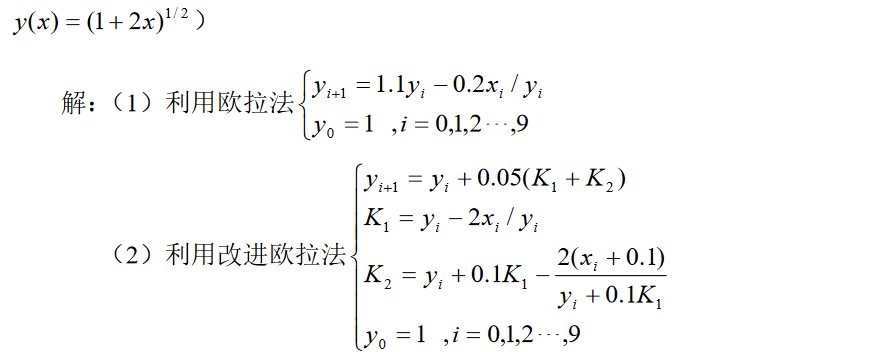 y(x) = (1 + 2x)^{1/2}）
解：（1）利用欧拉法 { y_{i+1} = 1.1y_i − 0.2x_i / y_i
y_0 = 1 , i = 0,1,2⋯,9
（2）利用改进欧拉法 { y_{i+1} = y_i + 0.05(K_1 + K_2)
K_1 = y_i − 2x_i / y_i
K_2 = y_i + 0.1K_1 − \frac{2(x_i + 0.1)}{y_i + 0.1K_1}
y_0 = 1 , i = 0,1,2⋯,9